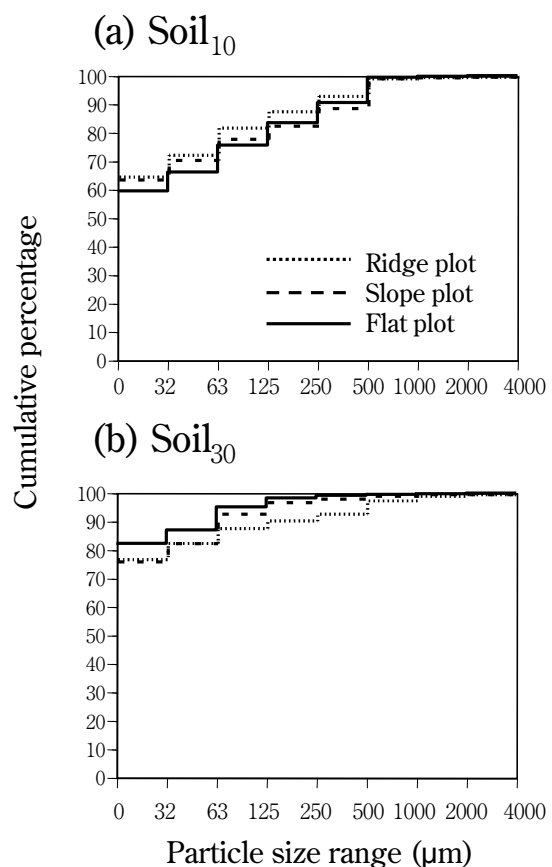 (a) Soil₁₀
100
90
80
70
60
50
40
30
20
10
0
Ridge plot
Slope plot
Flat plot
0 32 63 125 250 500 1000 2000 4000
Cumulative percentage
(b) Soil₃₀
100
90
80
70
60
50
40
30
20
10
0
0 32 63 125 250 500 1000 2000 4000
Particle size range (μm)